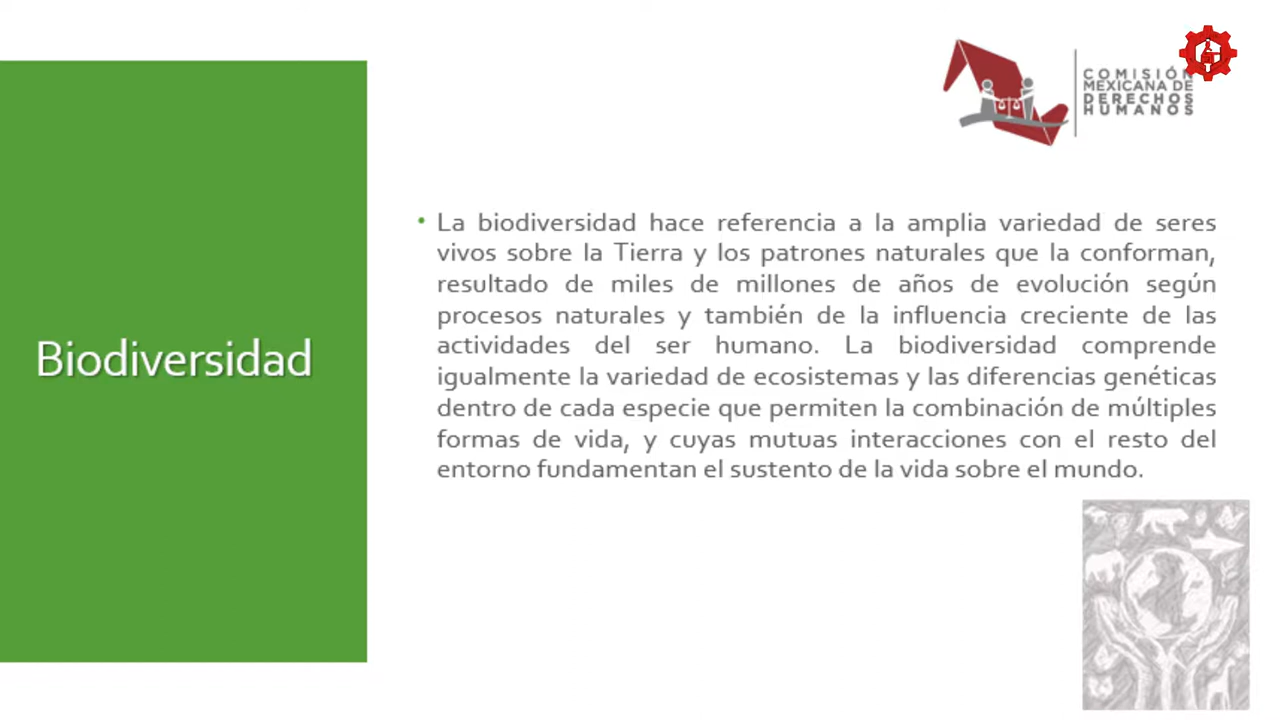 COMISIÓN
MEXICANA DE
DERECHOS
HUMANOS
Biodiversidad
• La biodiversidad hace referencia a la amplia variedad de seres
vivos sobre la Tierra y los patrones naturales que la conforman,
resultado de miles de millones de años de evolución según
procesos naturales y también de la influencia creciente de las
actividades del ser humano. La biodiversidad comprende
igualmente la variedad de ecosistemas y las diferencias genéticas
dentro de cada especie que permiten la combinación de múltiples
formas de vida, y cuyas mutuas interacciones con el resto del
entorno fundamentan el sustento de la vida sobre el mundo.